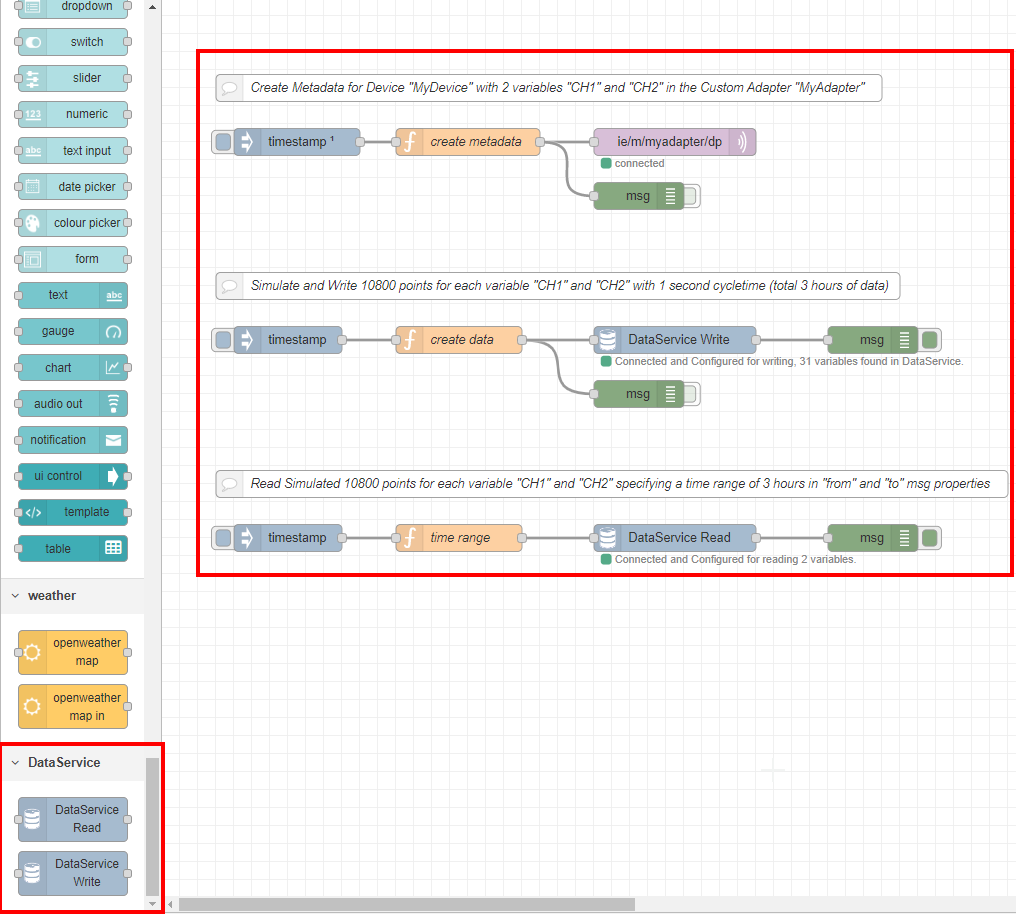 dropdown
switch
slider
123
numeric
abc
text input
date picker
colour picker
form
text
abc
gauge
chart
audio out
notification
ui control
</>
template
table
weather
openweather
map
openweather
map in
DataService
DataService
Read
DataService
Write
Create Metadata for Device "MyDevice" with 2 variables "CH1" and "CH2" in the Custom Adapter "MyAdapter"
timestamp ¹
f
create metadata
ie/m/myadapter/dp
connected
msg
Simulate and Write 10800 points for each variable "CH1" and "CH2" with 1 second cycletime (total 3 hours of data)
timestamp
f
create data
DataService Write
msg
Connected and Configured for writing, 31 variables found in DataService.
msg
Read Simulated 10800 points for each variable "CH1" and "CH2" specifying a time range of 3 hours in "from" and "to" msg properties
timestamp
f
time range
DataService Read
msg
Connected and Configured for reading 2 variables.